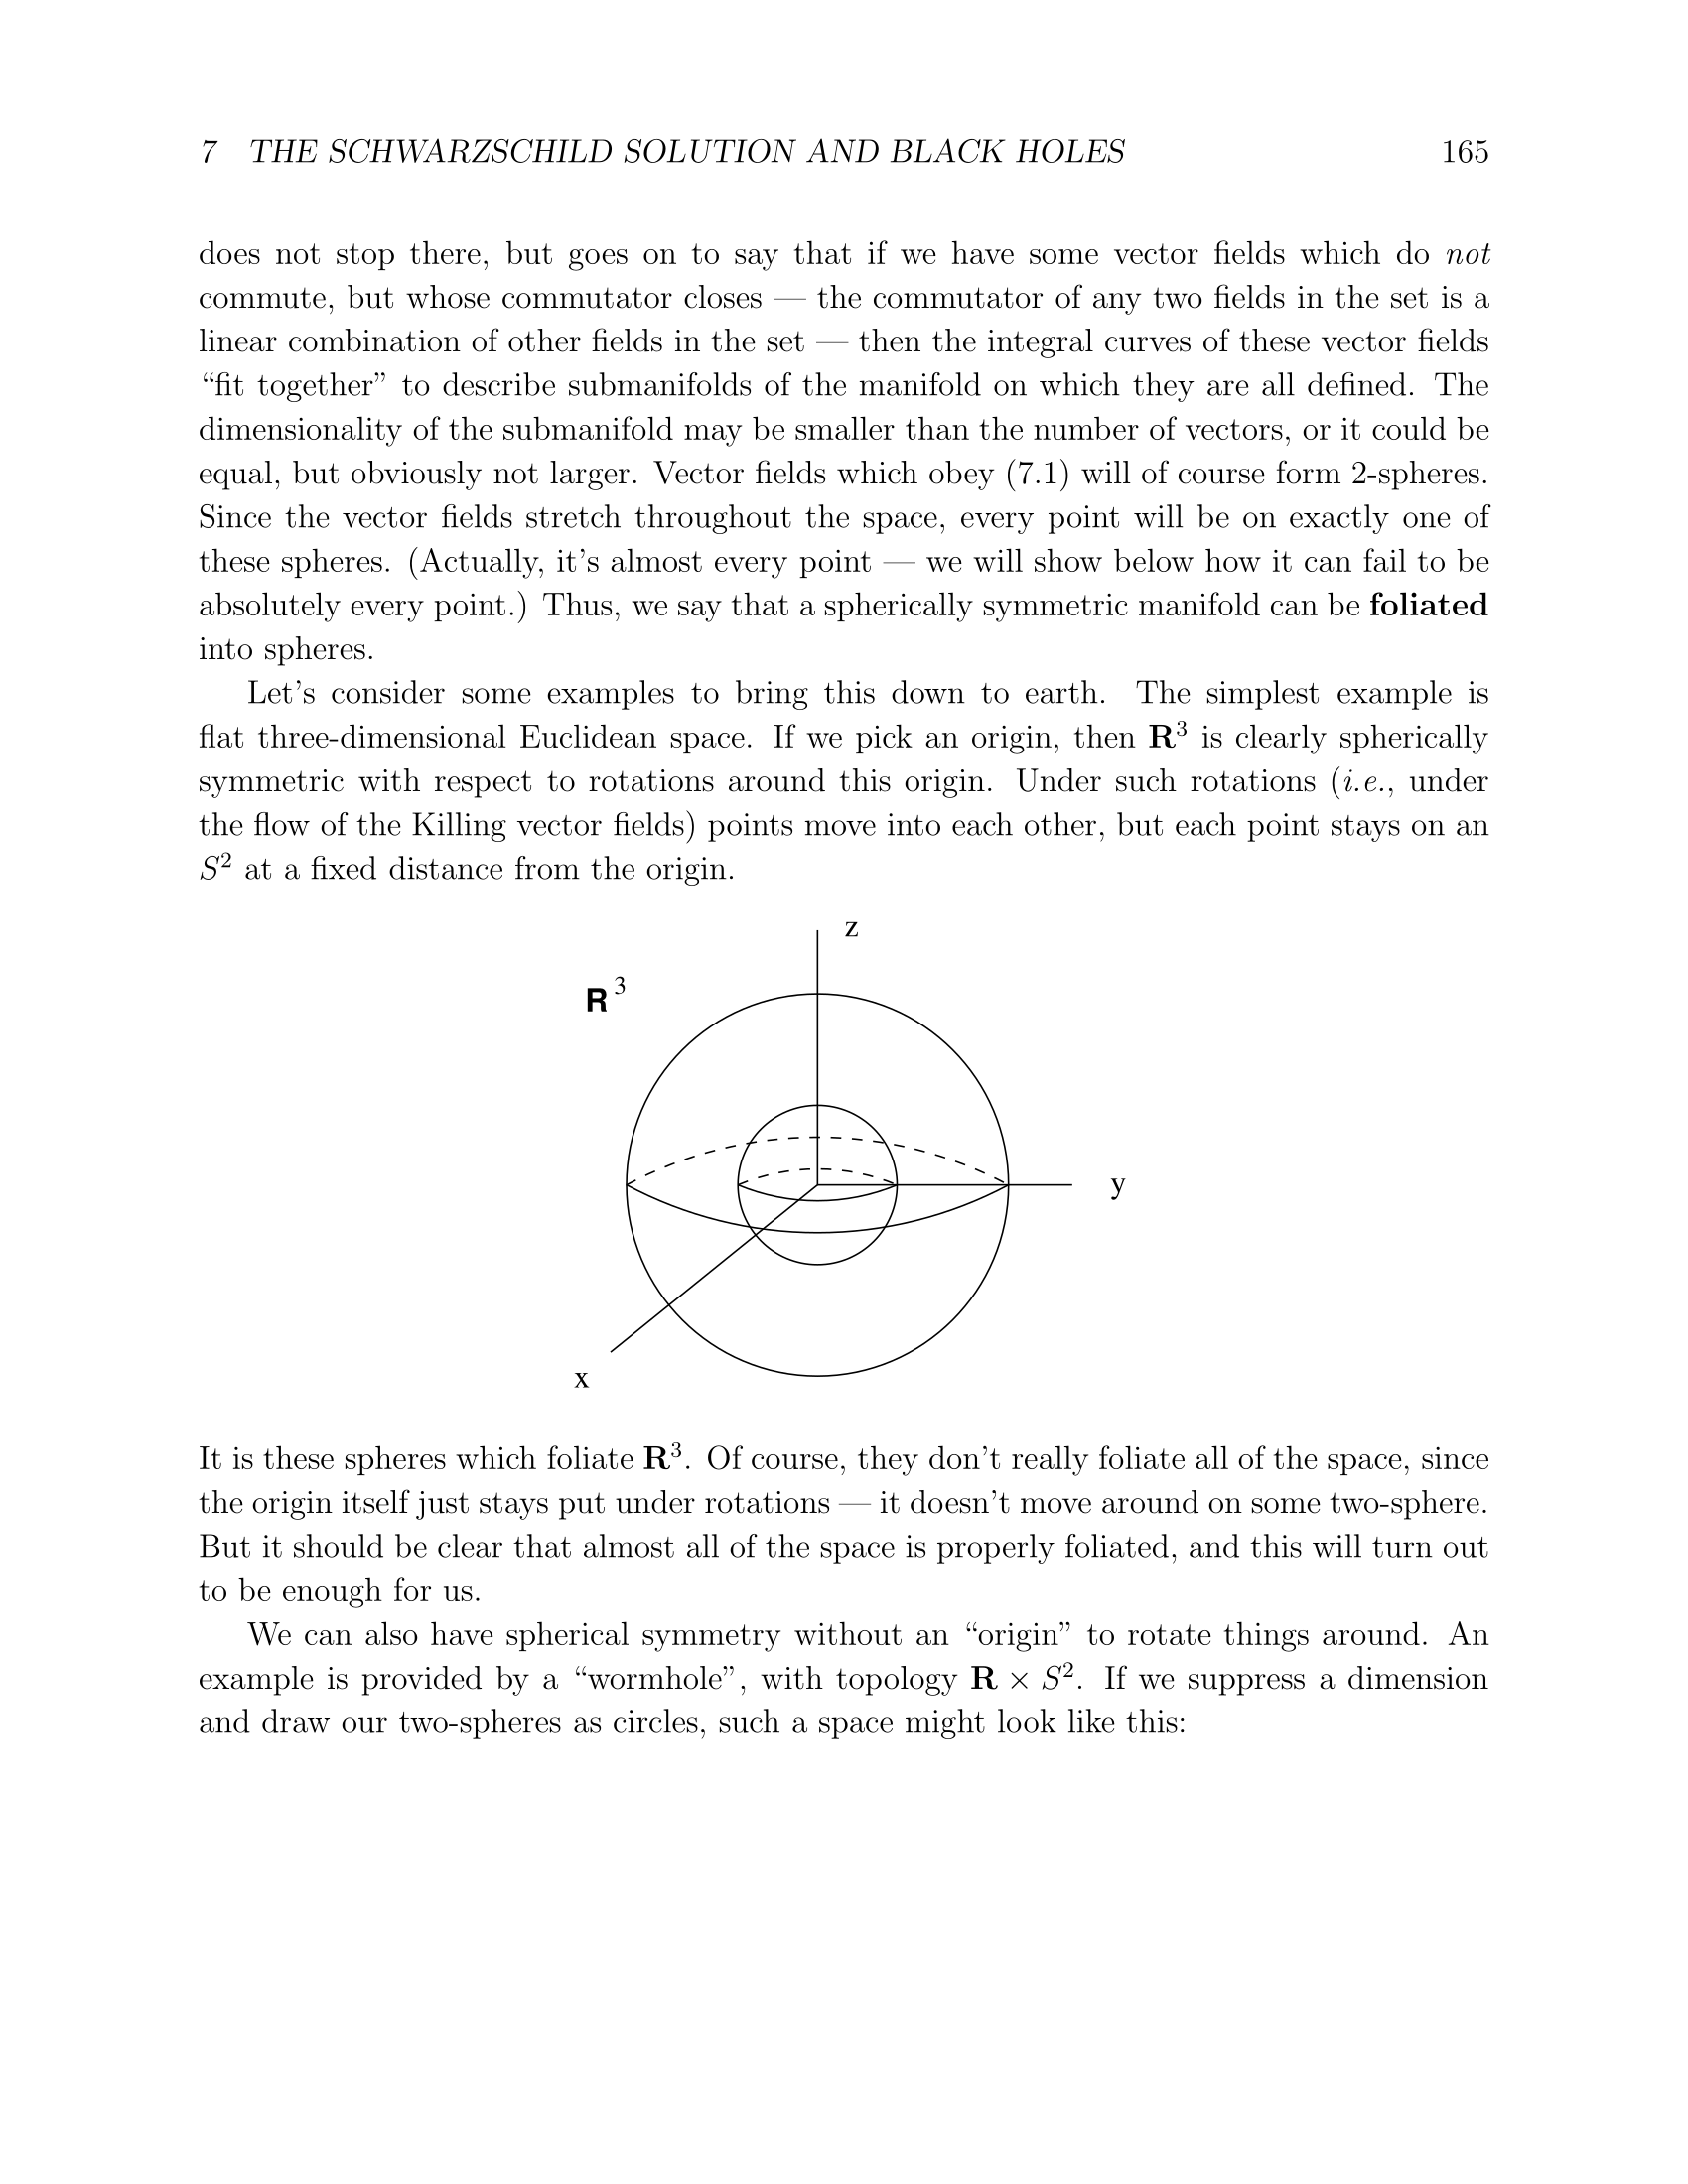 7 THE SCHWARZSCHILD SOLUTION AND BLACK HOLES 165
does not stop there, but goes on to say that if we have some vector fields which do not
commute, but whose commutator closes — the commutator of any two fields in the set is a
linear combination of other fields in the set — then the integral curves of these vector fields
“fit together” to describe submanifolds of the manifold on which they are all defined. The
dimensionality of the submanifold may be smaller than the number of vectors, or it could be
equal, but obviously not larger. Vector fields which obey (7.1) will of course form 2-spheres.
Since the vector fields stretch throughout the space, every point will be on exactly one of
these spheres. (Actually, it’s almost every point — we will show below how it can fail to be
absolutely every point.) Thus, we say that a spherically symmetric manifold can be foliated
into spheres.
Let’s consider some examples to bring this down to earth. The simplest example is
flat three-dimensional Euclidean space. If we pick an origin, then R³ is clearly spherically
symmetric with respect to rotations around this origin. Under such rotations (i.e., under
the flow of the Killing vector fields) points move into each other, but each point stays on an
S² at a fixed distance from the origin.
z
R³
y
x
It is these spheres which foliate R³. Of course, they don’t really foliate all of the space, since
the origin itself just stays put under rotations — it doesn’t move around on some two-sphere.
But it should be clear that almost all of the space is properly foliated, and this will turn out
to be enough for us.
We can also have spherical symmetry without an “origin” to rotate things around. An
example is provided by a “wormhole”, with topology R × S². If we suppress a dimension
and draw our two-spheres as circles, such a space might look like this: